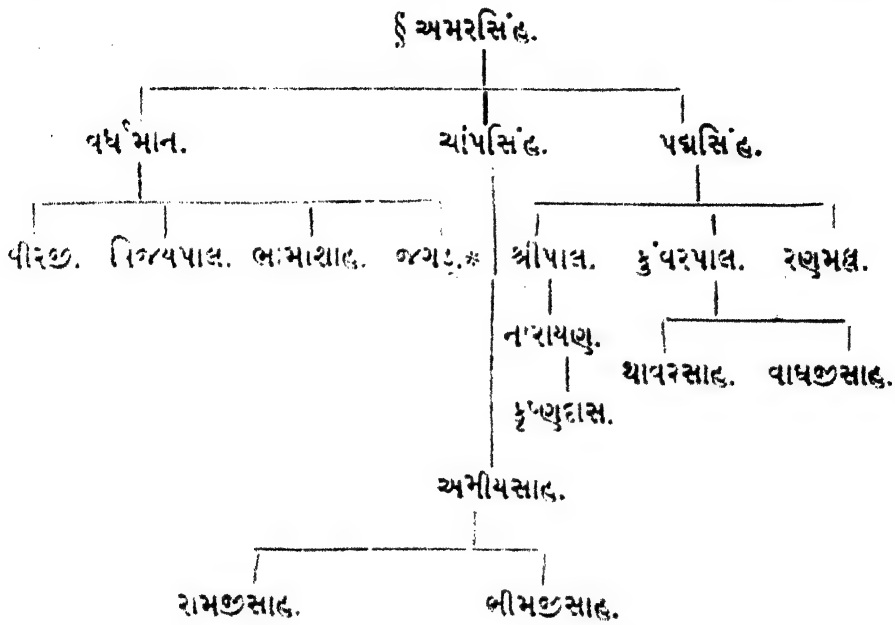 § અમરસિંહ.
વર્ધમાન. ચાંપસિંહ. પદ્મસિંહ.
વીરજી. વિજયપાલ. ભામાશાહ. જગડુ.* શ્રીપાલ. કુંવરપાલ. રણમલ્લ.
નારાયણ.
થાવરસાહ. વાઘજીસાહ.
કૃષ્ણદાસ.
અમીયસાહ.
રામજીસાહ. ભીમજીસાહ.